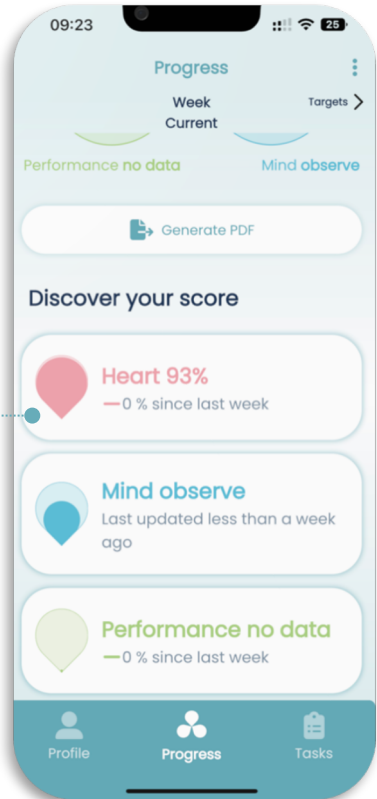 09:23
25
Progress
Week
Targets
Current
Performance no data
Mind observe
Generate PDF
Discover your score
Heart 93%
—0 % since last week
Mind observe
Last updated less than a week
ago
Performance no data
—0 % since last week
Profile
Progress
Tasks